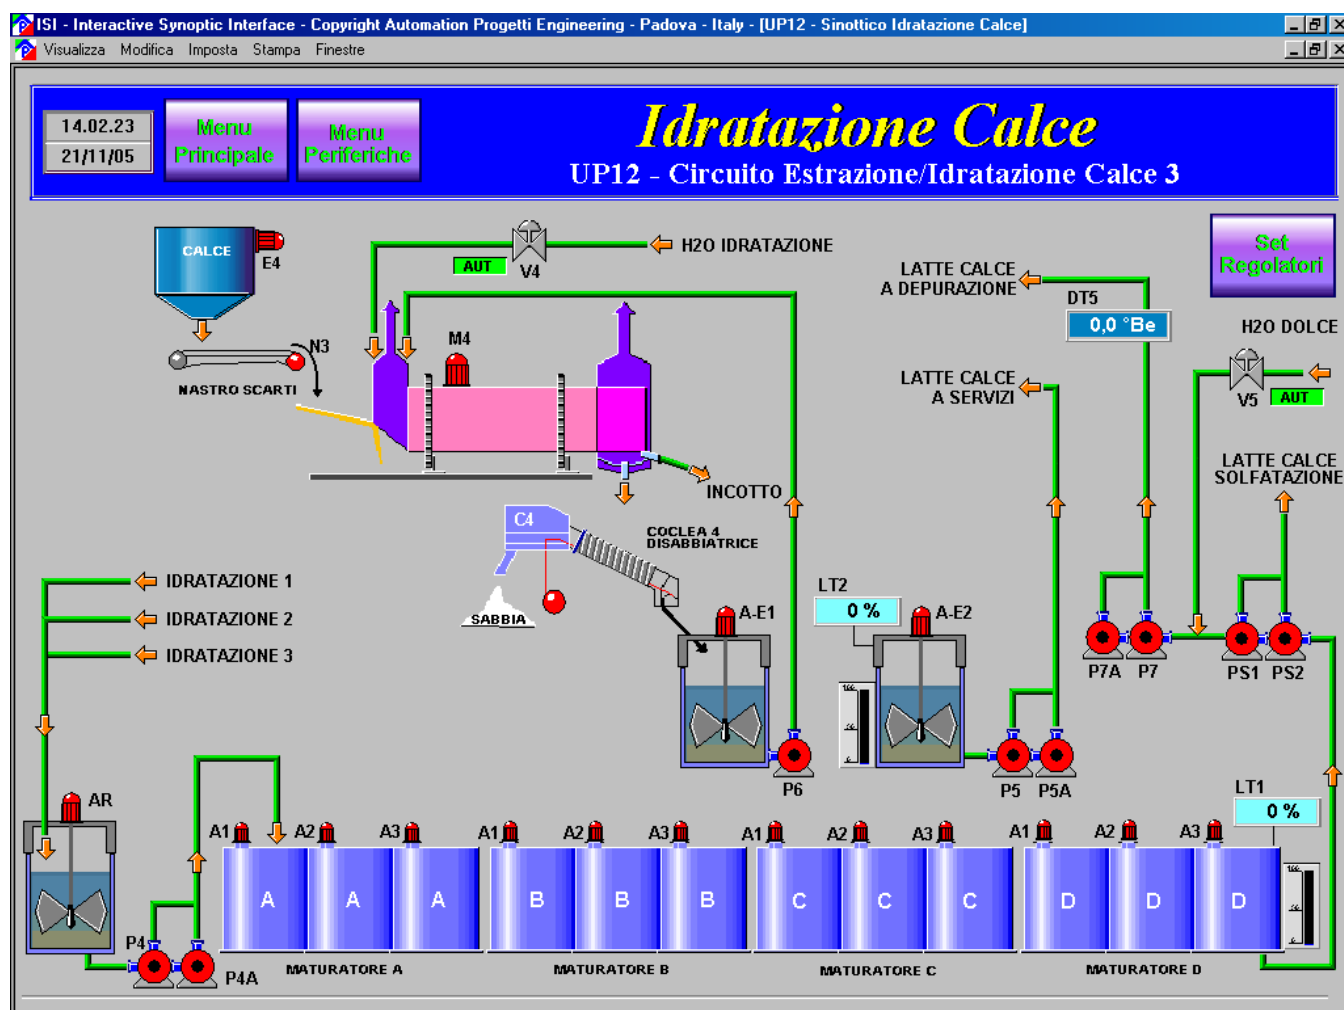 ISI - Interactive Synoptic Interface - Copyright Automation Progetti Engineering - Padova - Italy - [UP12 - Sinottico Idratazione Calce]
Visualizza Modifica Imposta Stampa Finestre
14.02.23
21/11/05
Menu
Principale
Menu
Periferiche
Idratazione Calce
UP12 - Circuito Estrazione/Idratazione Calce 3
CALCE
E4
AUT
V4
H2O IDRATAZIONE
LATTE CALCE
A DEPURAZIONE
DT5
0,0 °Be
Set
Regolatori
H2O DOLCE
N3
NASTRO SCARTI
M4
LATTE CALCE
A SERVIZI
V5
AUT
LATTE CALCE
SOLFATAZIONE
INCOTTO
C4
COCLEA 4
DISABBIATRICE
SABBIA
IDRATAZIONE 1
IDRATAZIONE 2
IDRATAZIONE 3
A-E1
LT2
0 %
A-E2
P7A
P7
PS1
PS2
P6
P5
P5A
LT1
0 %
AR
A1
A2
A3
A1
A2
A3
A1
A2
A3
A1
A2
A3
A
A
A
B
B
B
C
C
C
D
D
D
P4
P4A
MATURATORE A
MATURATORE B
MATURATORE C
MATURATORE D